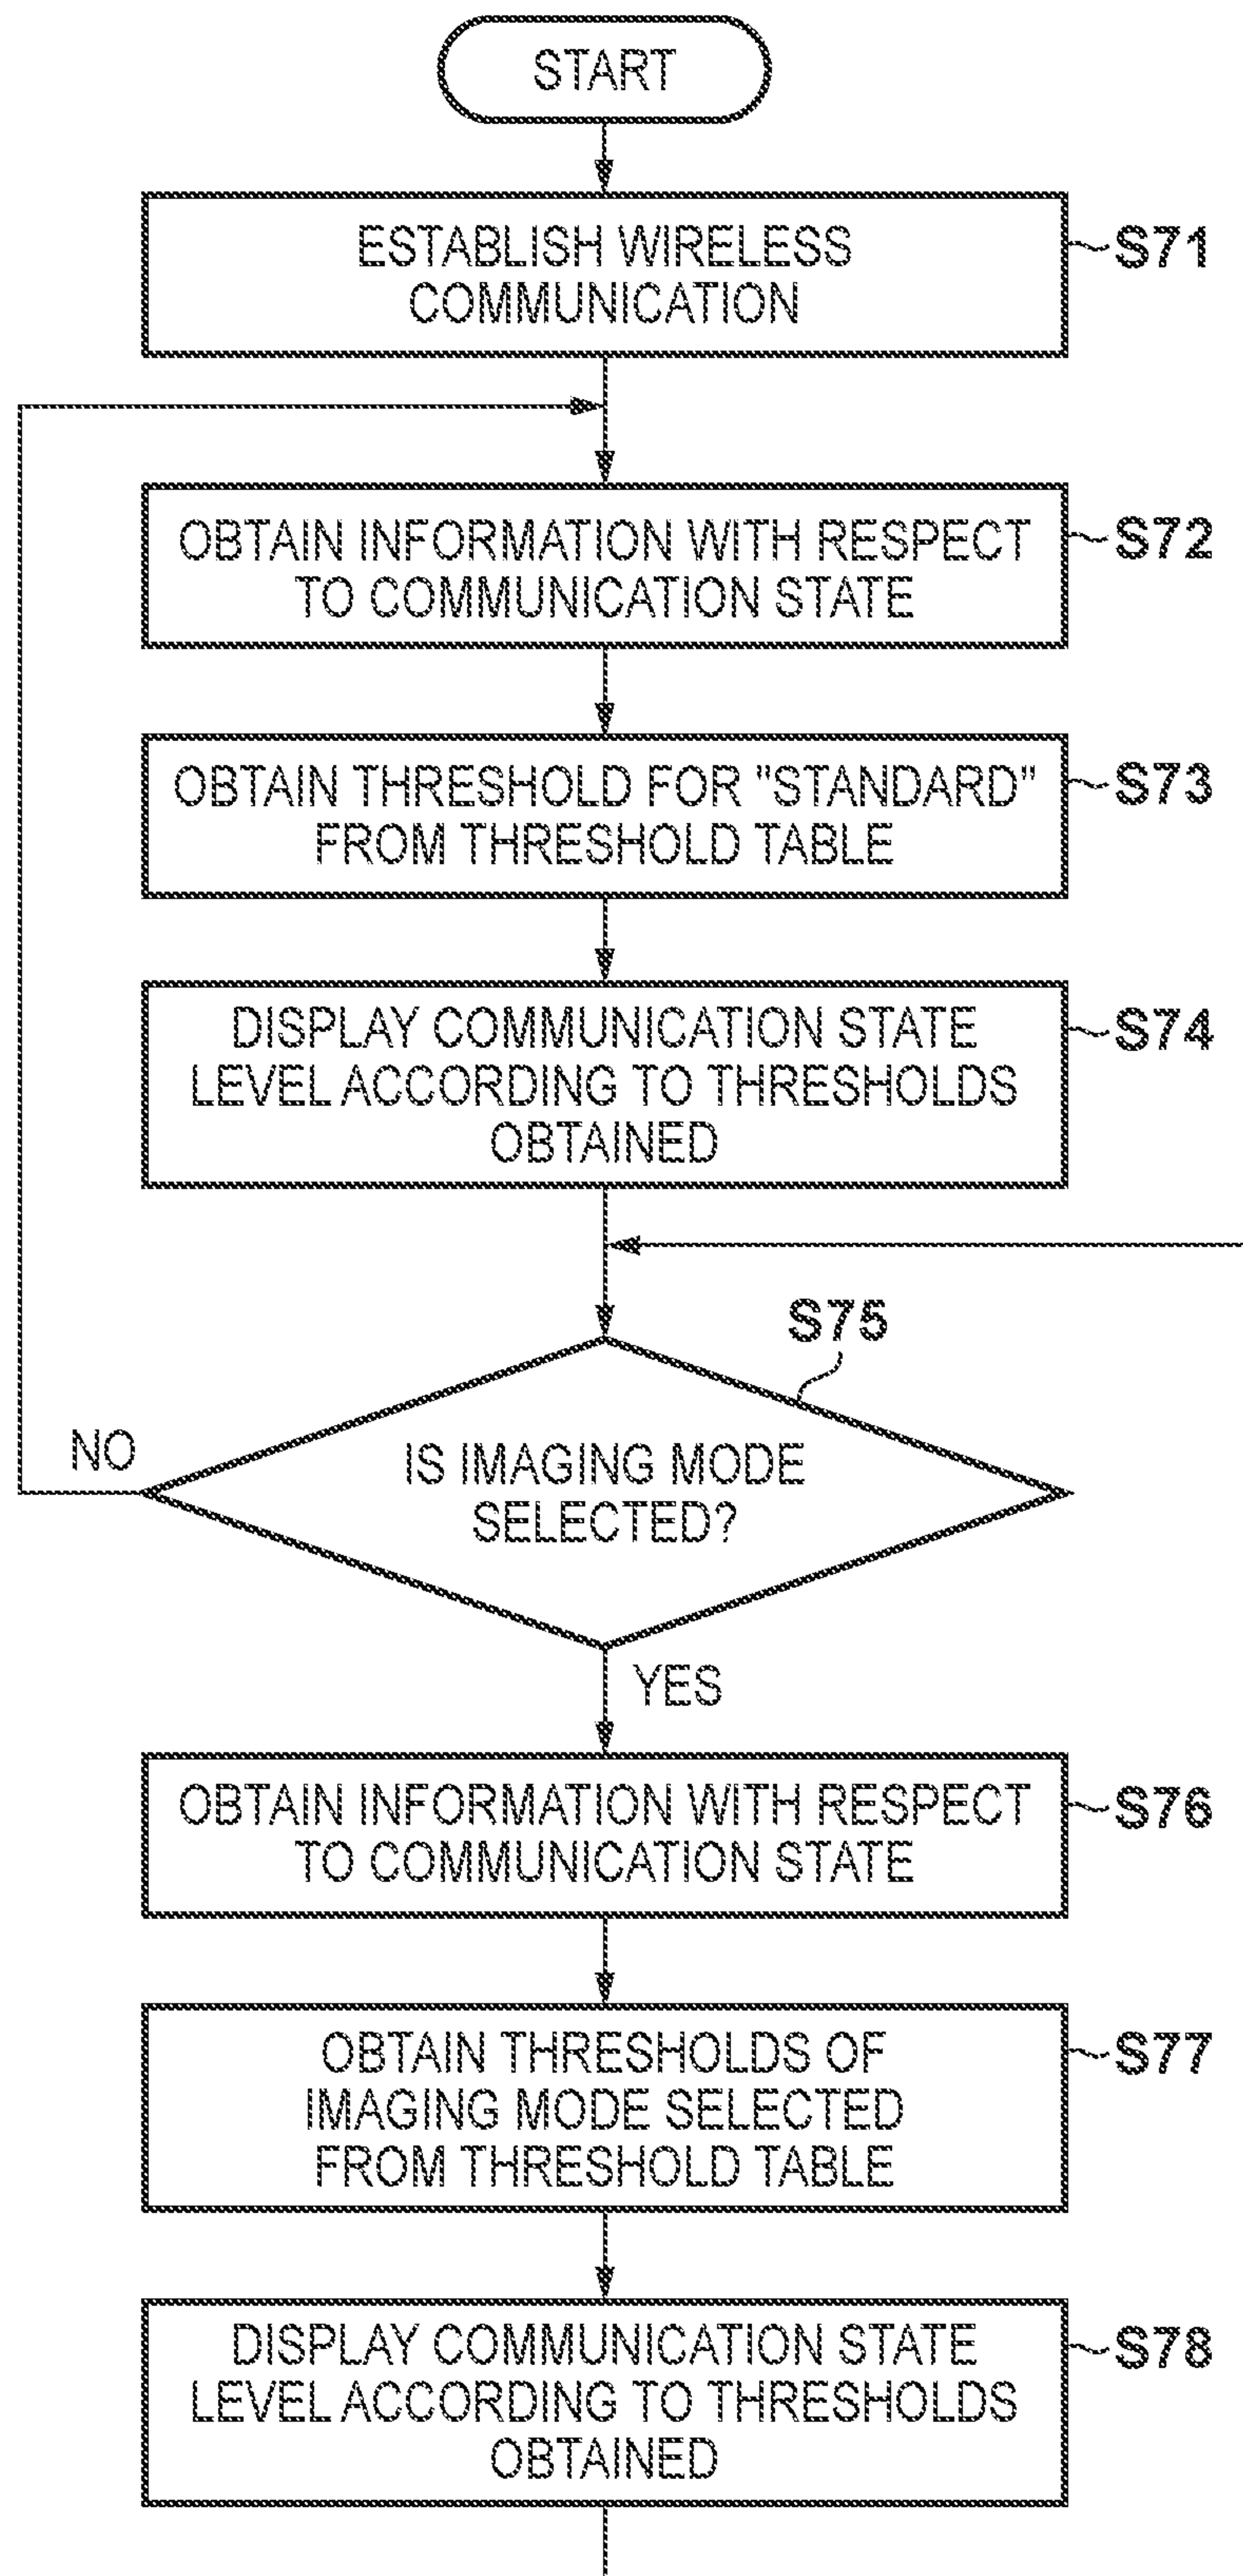 START
ESTABLISH WIRELESS
COMMUNICATION
S71
OBTAIN INFORMATION WITH RESPECT
TO COMMUNICATION STATE
S72
OBTAIN THRESHOLD FOR "STANDARD"
FROM THRESHOLD TABLE
S73
DISPLAY COMMUNICATION STATE
LEVEL ACCORDING TO THRESHOLDS
OBTAINED
S74
S75
NO
IS IMAGING MODE
SELECTED?
YES
OBTAIN INFORMATION WITH RESPECT
TO COMMUNICATION STATE
S76
OBTAIN THRESHOLDS OF
IMAGING MODE SELECTED
FROM THRESHOLD TABLE
S77
DISPLAY COMMUNICATION STATE
LEVEL ACCORDING TO THRESHOLDS
OBTAINED
S78